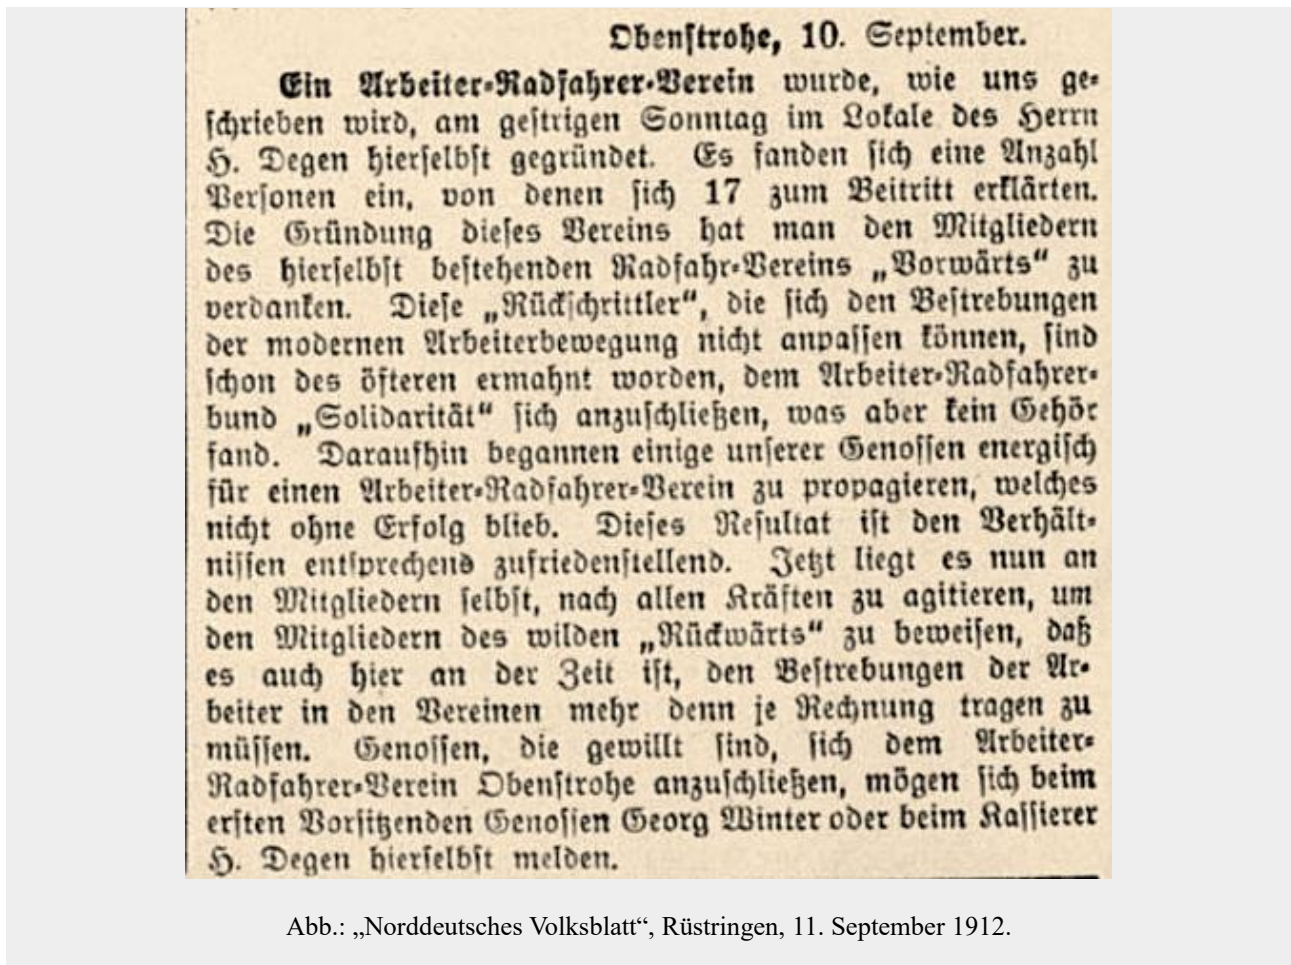 Obenstrohe, 10. September.
Ein Arbeiter-Radfahrer-Verein wurde, wie uns ge-
schrieben wird, am gestrigen Sonntag im Lokale des Herrn
H. Degen hierselbst gegründet. Es fanden sich eine Anzahl
Personen ein, von denen sich 17 zum Beitritt erklärten.
Die Gründung dieses Vereins hat man den Mitgliedern
des hierselbst bestehenden Radfahr-Vereins „Vorwärts“ zu
verdanken. Diese „Rückschrittler“, die sich den Bestrebungen
der modernen Arbeiterbewegung nicht anpassen können, sind
schon des öfteren ermahnt worden, dem Arbeiter-Radfahrer-
bund „Solidarität“ sich anzuschließen, was aber kein Gehör
fand. Daraufhin begannen einige unserer Genossen energisch
für einen Arbeiter-Radfahrer-Verein zu propagieren, welches
nicht ohne Erfolg blieb. Dieses Resultat ist den Verhält-
nissen entsprechend zufriedenstellend. Jetzt liegt es nun an
den Mitgliedern selbst, nach allen Kräften zu agitieren, um
den Mitgliedern des wilden „Rückwärts“ zu beweisen, daß
es auch hier an der Zeit ist, den Bestrebungen der Ar-
beiter in den Vereinen mehr denn je Rechnung tragen zu
müssen. Genossen, die gewillt sind, sich dem Arbeiter-
Radfahrer-Verein Obenstrohe anzuschließen, mögen sich beim
ersten Vorsitzenden Genossen Georg Winter oder beim Kassierer
H. Degen hierselbst melden.
Abb.: „Norddeutsches Volksblatt“, Rüstringen, 11. September 1912.